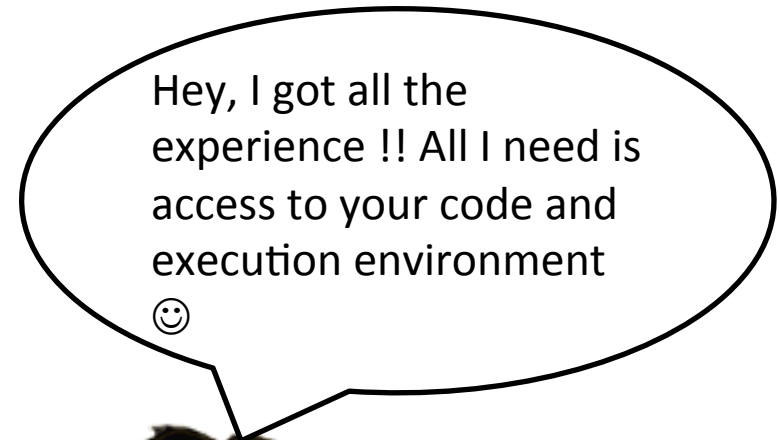 Hey, I got all the
experience !! All I need is
access to your code and
execution environment
☺